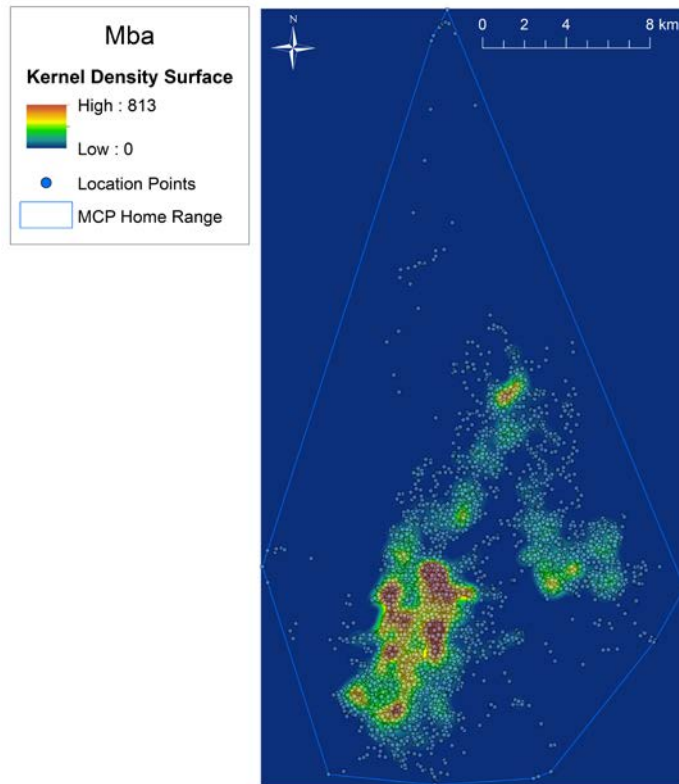 Mba
Kernel Density Surface
High : 813
Low : 0
Location Points
MCP Home Range
N
0 2 4 8 km